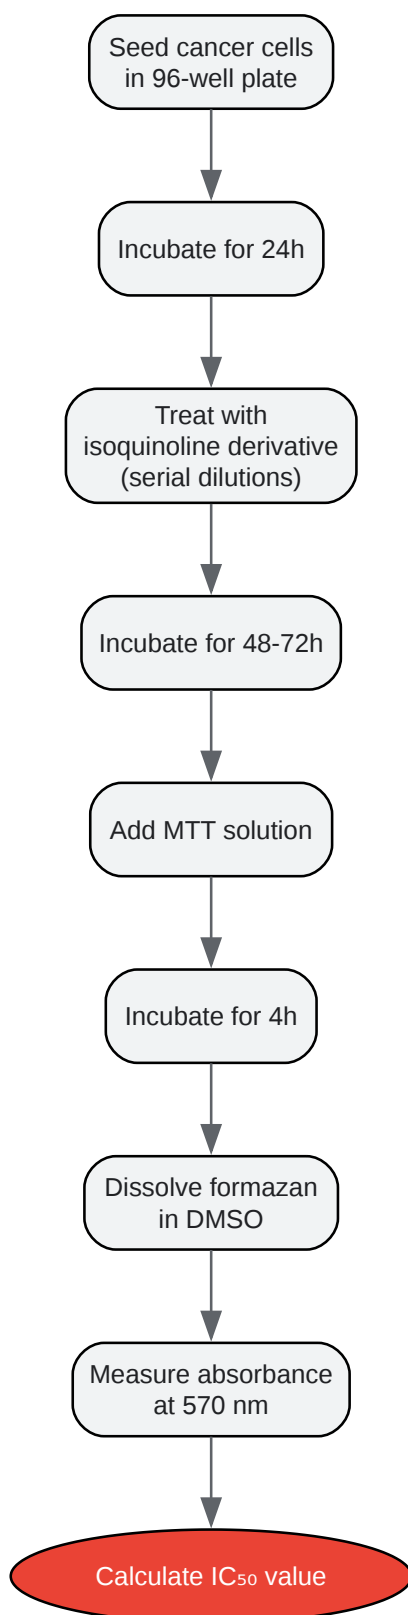 Seed cancer cells
in 96-well plate
Incubate for 24h
Treat with
isoquinoline derivative
(serial dilutions)
Incubate for 48-72h
Add MTT solution
Incubate for 4h
Dissolve formazan
in DMSO
Measure absorbance
at 570 nm
Calculate IC₅₀ value